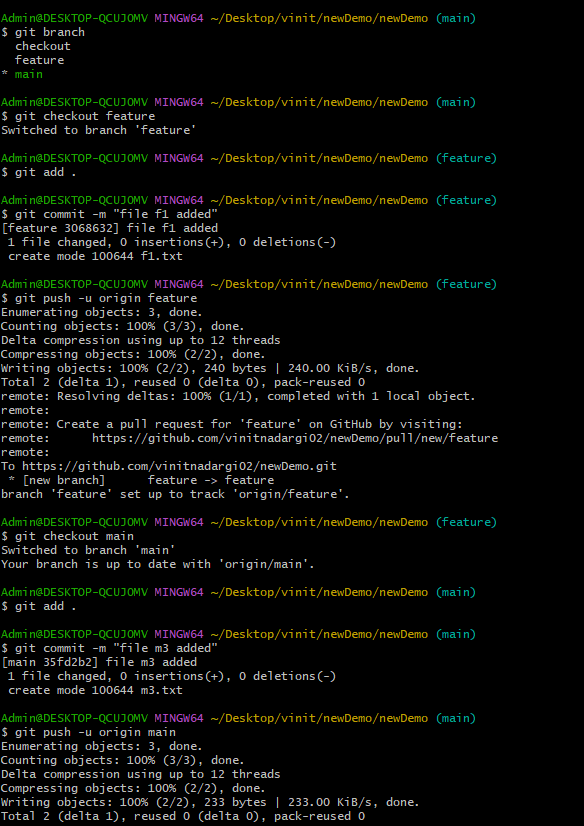 Admin@DESKTOP-QCUJOMV MINGW64 ~/Desktop/vinit/newDemo/newDemo (main)
$ git branch
  checkout
  feature
* main

Admin@DESKTOP-QCUJOMV MINGW64 ~/Desktop/vinit/newDemo/newDemo (main)
$ git checkout feature
Switched to branch 'feature'

Admin@DESKTOP-QCUJOMV MINGW64 ~/Desktop/vinit/newDemo/newDemo (feature)
$ git add .

Admin@DESKTOP-QCUJOMV MINGW64 ~/Desktop/vinit/newDemo/newDemo (feature)
$ git commit -m "file f1 added"
[feature 3068632] file f1 added
 1 file changed, 0 insertions(+), 0 deletions(-)
 create mode 100644 f1.txt

Admin@DESKTOP-QCUJOMV MINGW64 ~/Desktop/vinit/newDemo/newDemo (feature)
$ git push -u origin feature
Enumerating objects: 3, done.
Counting objects: 100% (3/3), done.
Delta compression using up to 12 threads
Compressing objects: 100% (2/2), done.
Writing objects: 100% (2/2), 240 bytes | 240.00 KiB/s, done.
Total 2 (delta 1), reused 0 (delta 0), pack-reused 0
remote: Resolving deltas: 100% (1/1), completed with 1 local object.
remote:
remote: Create a pull request for 'feature' on GitHub by visiting:
remote:      https://github.com/vinitnadargi02/newDemo/pull/new/feature
remote:
To https://github.com/vinitnadargi02/newDemo.git
 * [new branch]      feature -> feature
branch 'feature' set up to track 'origin/feature'.

Admin@DESKTOP-QCUJOMV MINGW64 ~/Desktop/vinit/newDemo/newDemo (feature)
$ git checkout main
Switched to branch 'main'
Your branch is up to date with 'origin/main'.

Admin@DESKTOP-QCUJOMV MINGW64 ~/Desktop/vinit/newDemo/newDemo (main)
$ git add .

Admin@DESKTOP-QCUJOMV MINGW64 ~/Desktop/vinit/newDemo/newDemo (main)
$ git commit -m "file m3 added"
[main 35fd2b2] file m3 added
 1 file changed, 0 insertions(+), 0 deletions(-)
 create mode 100644 m3.txt

Admin@DESKTOP-QCUJOMV MINGW64 ~/Desktop/vinit/newDemo/newDemo (main)
$ git push -u origin main
Enumerating objects: 3, done.
Counting objects: 100% (3/3), done.
Delta compression using up to 12 threads
Compressing objects: 100% (2/2), done.
Writing objects: 100% (2/2), 233 bytes | 233.00 KiB/s, done.
Total 2 (delta 1), reused 0 (delta 0), pack-reused 0